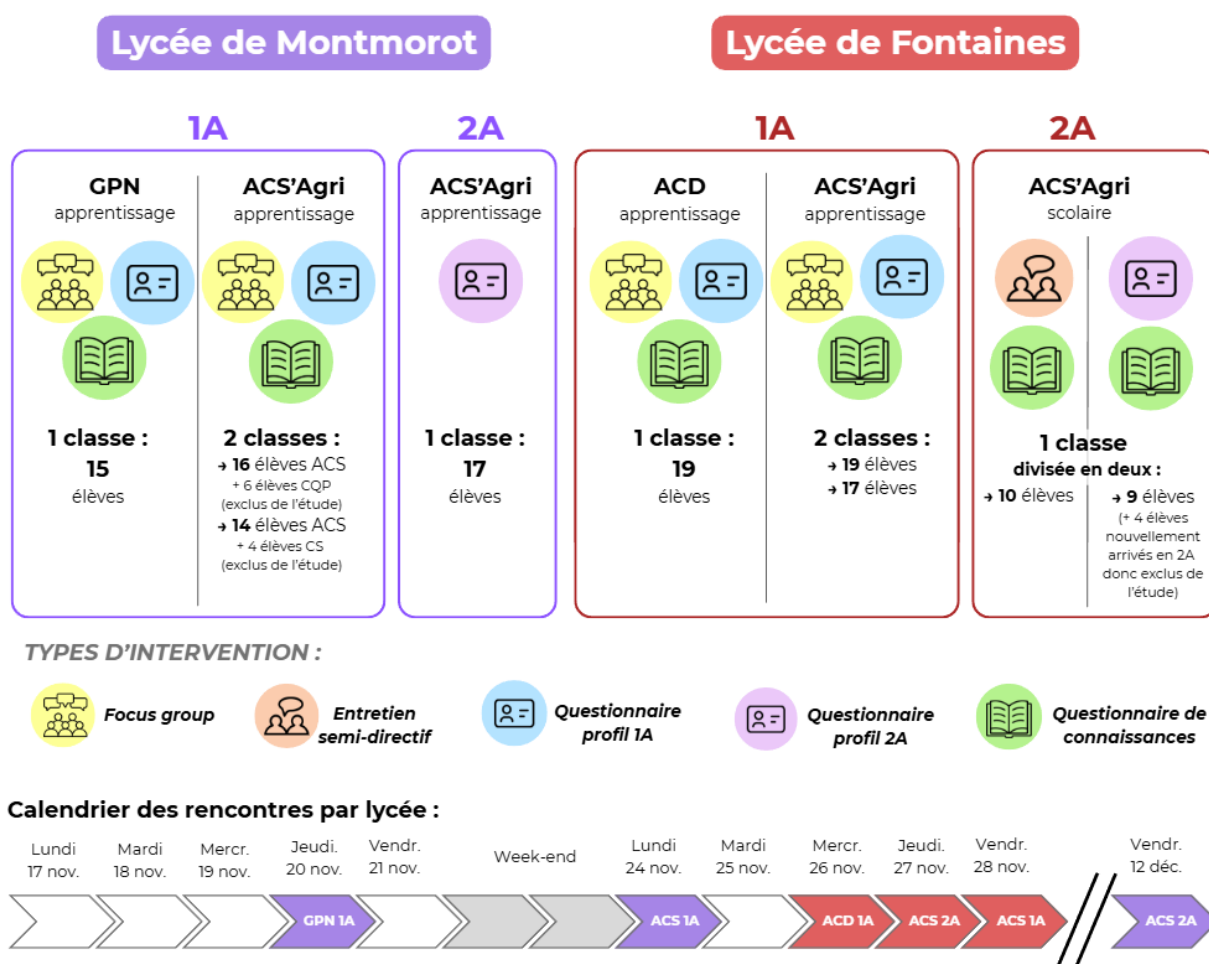 Lycée de Montmorot
Lycée de Fontaines
1A
2A
1A
2A
GPN
apprentissage
ACS'Agri
apprentissage
ACS'Agri
apprentissage
ACD
apprentissage
ACS'Agri
apprentissage
ACS'Agri
scolaire
1 classe :
15
élèves
2 classes :
→ 16 élèves ACS
+ 6 élèves CQP
(exclus de l'étude)
→ 14 élèves ACS
+ 4 élèves CS
(exclus de l'étude)
1 classe :
17
élèves
1 classe :
19
élèves
2 classes :
→ 19 élèves
→ 17 élèves
1 classe
divisée en deux :
→ 10 élèves
→ 9 élèves
(+ 4 élèves
nouvellement
arrivés en 2A
donc exclus de
l'étude)
TYPES D'INTERVENTION :
Focus group
Entretien
semi-directif
Questionnaire
profil 1A
Questionnaire
profil 2A
Questionnaire de
connaissances
Calendrier des rencontres par lycée :
Lundi
17 nov.
Mardi
18 nov.
Mercr.
19 nov.
Jeudi.
20 nov.
Vendr.
21 nov.
Week-end
Lundi
24 nov.
Mardi
25 nov.
Mercr.
26 nov.
Jeudi.
27 nov.
Vendr.
28 nov.
Vendr.
12 déc.
GPN 1A
ACS 1A
ACD 1A
ACS 2A
ACS 1A
ACS 2A